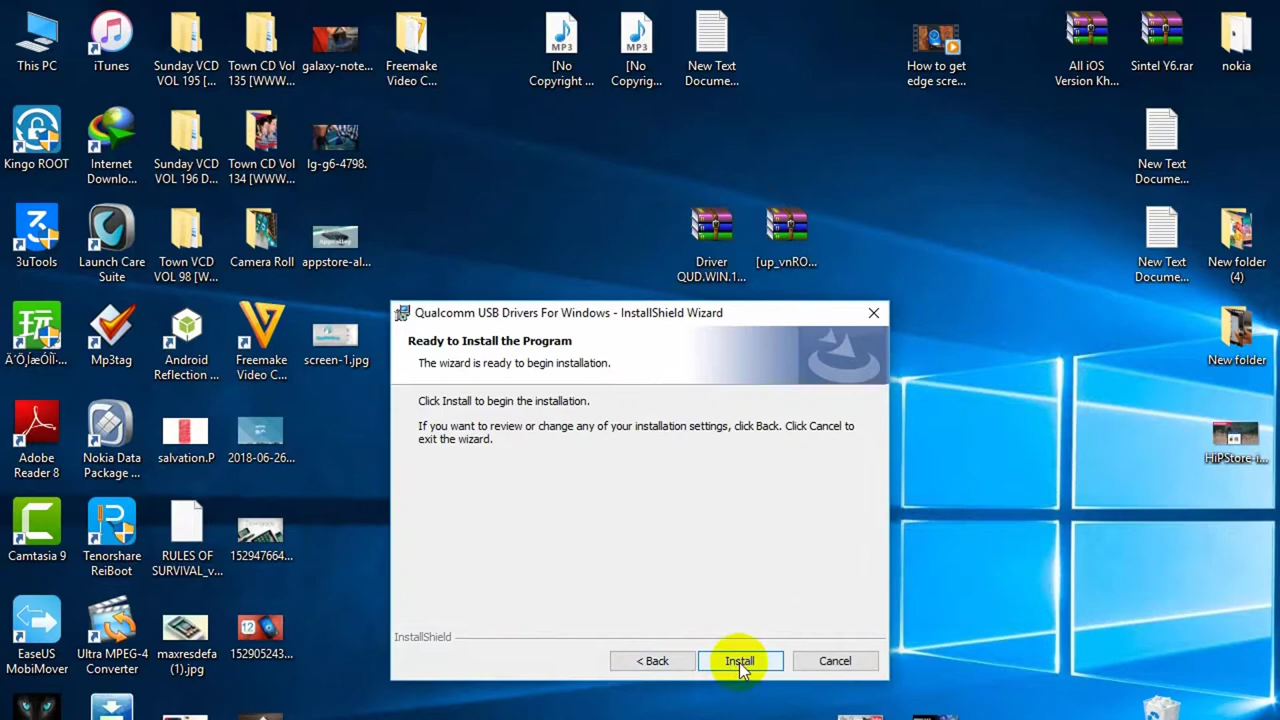 This PC
iTunes
Sunday VCD
VOL 195 [...
Town CD Vol
135 [WWW...
galaxy-note...
Freemake
Video C...
MP3
[No
Copyright ...
MP3
[No
Copyrig...
New Text
Docume...
How to get
edge scre...
All iOS
Version Kh...
Sintel Y6.rar
nokia
Kingo ROOT
Internet
Downlo...
Sunday VCD
VOL 196 D...
Town CD Vol
134 [WWW...
lg-g6-4798.
New Text
Docume...
3uTools
Launch Care
Suite
Town VCD
VOL 98 [W...
Camera Roll
appstore-al...
Driver
QUD.WIN.1...
[up_vnRO...
New Text
Docume...
New folder
(4)
Mp3tag
Android
Reflection ...
Freemake
Video C...
screen-1.jpg
New folder
Adobe
Reader 8
Nokia Data
Package ...
salvation.P
2018-06-26...
HiPStore-i...
Camtasia 9
Tenorshare
ReiBoot
RULES OF
SURVIVAL_v...
152947664...
EaseUS
MobiMover
Ultra MPEG-4
Converter
maxresdefa
(1).jpg
152905243...
Qualcomm USB Drivers For Windows - InstallShield Wizard
Ready to Install the Program
The wizard is ready to begin installation.
Click Install to begin the installation.
If you want to review or change any of your installation settings, click Back. Click Cancel to
exit the wizard.
InstallShield
< Back
Install
Cancel